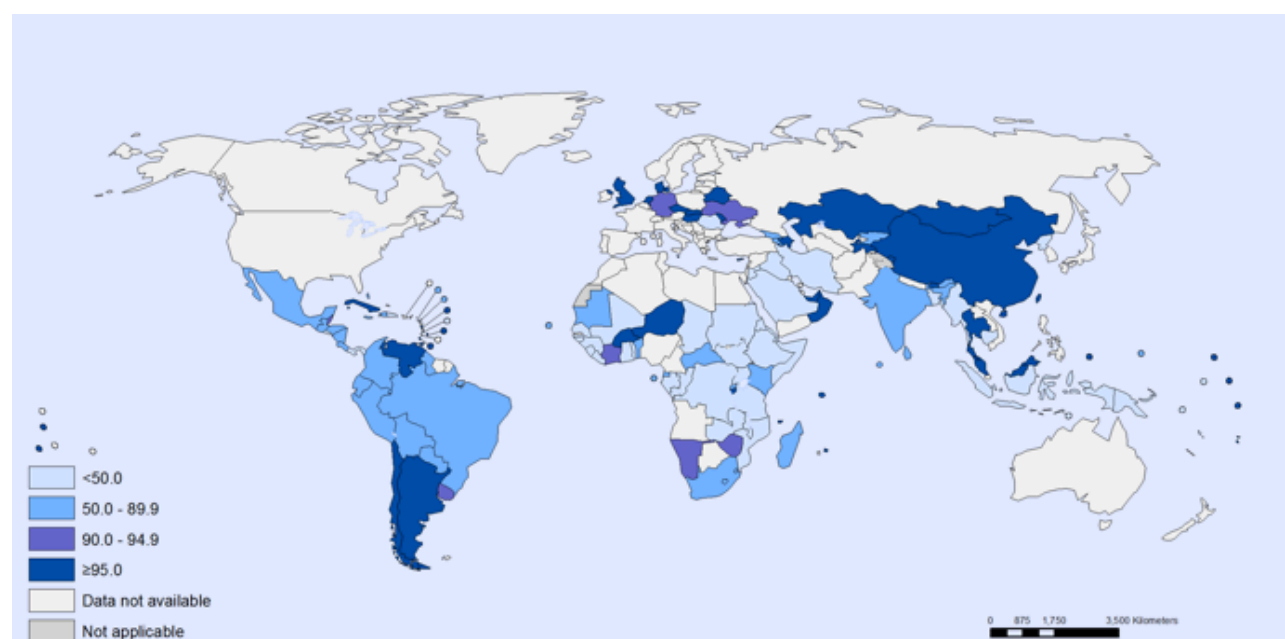 <50.0
50.0 - 89.9
90.0 - 94.9
≥95.0
Data not available
Not applicable
0 875 1,750 3,500 Kilometers